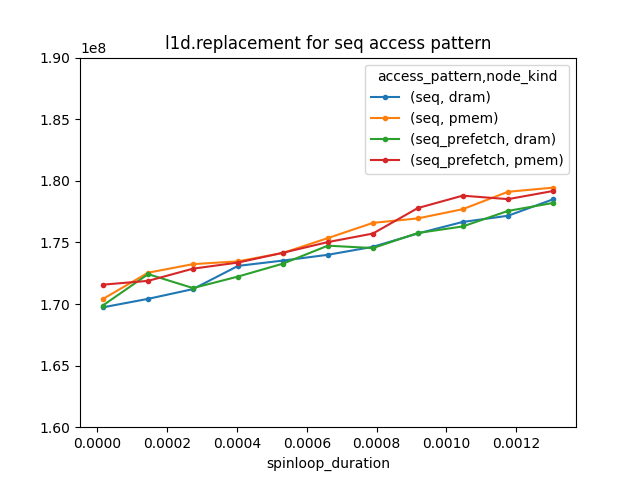 l1d.replacement for seq access pattern
1e8
1.90
1.85
1.80
1.75
1.70
1.65
1.60
access_pattern,node_kind
(seq, dram)
(seq, pmem)
(seq_prefetch, dram)
(seq_prefetch, pmem)
0.0000 0.0002 0.0004 0.0006 0.0008 0.0010 0.0012
spinloop_duration